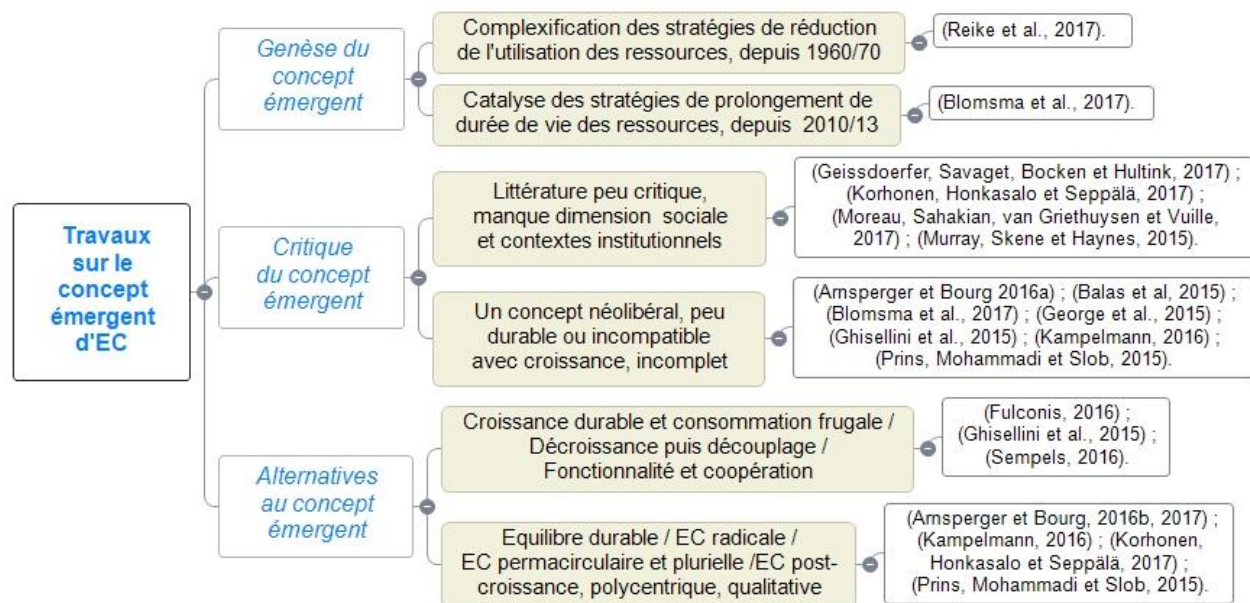 Travaux
sur le
concept
émergent
d'EC
Genèse du
concept
émergent
Complexification des stratégies de réduction
de l'utilisation des ressources, depuis 1960/70
(Reike et al., 2017).
Catalyse des stratégies de prolongement de
durée de vie des ressources, depuis 2010/13
(Blomsma et al., 2017).
Critique
du concept
émergent
Littérature peu critique,
manque dimension sociale
et contextes institutionnels
(Geissdoerfer, Savaget, Bocken et Hultink, 2017) ;
(Korhonen, Honkasalo et Seppälä, 2017) ;
(Moreau, Sahakian, van Griethuysen et Vuille,
2017) ; (Murray, Skene et Haynes, 2015).
Un concept néolibéral, peu
durable ou incompatible
avec croissance, incomplet
(Arnsperger et Bourg 2016a) ; (Balas et al, 2015) ;
(Blomsma et al., 2017) ; (George et al., 2015) ;
(Ghisellini et al., 2015) ; (Kampelmann, 2016) ;
(Prins, Mohammadi et Slob, 2015).
Alternatives
au concept
émergent
Croissance durable et consommation frugale /
Décroissance puis découplage /
Fonctionnalité et coopération
(Fulconis, 2016) ;
(Ghisellini et al., 2015) ;
(Sempels, 2016).
Equilibre durable / EC radicale /
EC permacirculaire et plurielle /EC post-
croissance, polycentrique, qualitative
(Arnsperger et Bourg, 2016b, 2017) ;
(Kampelmann, 2016) ; (Korhonen,
Honkasalo et Seppälä, 2017) ;
(Prins, Mohammadi et Slob, 2015).